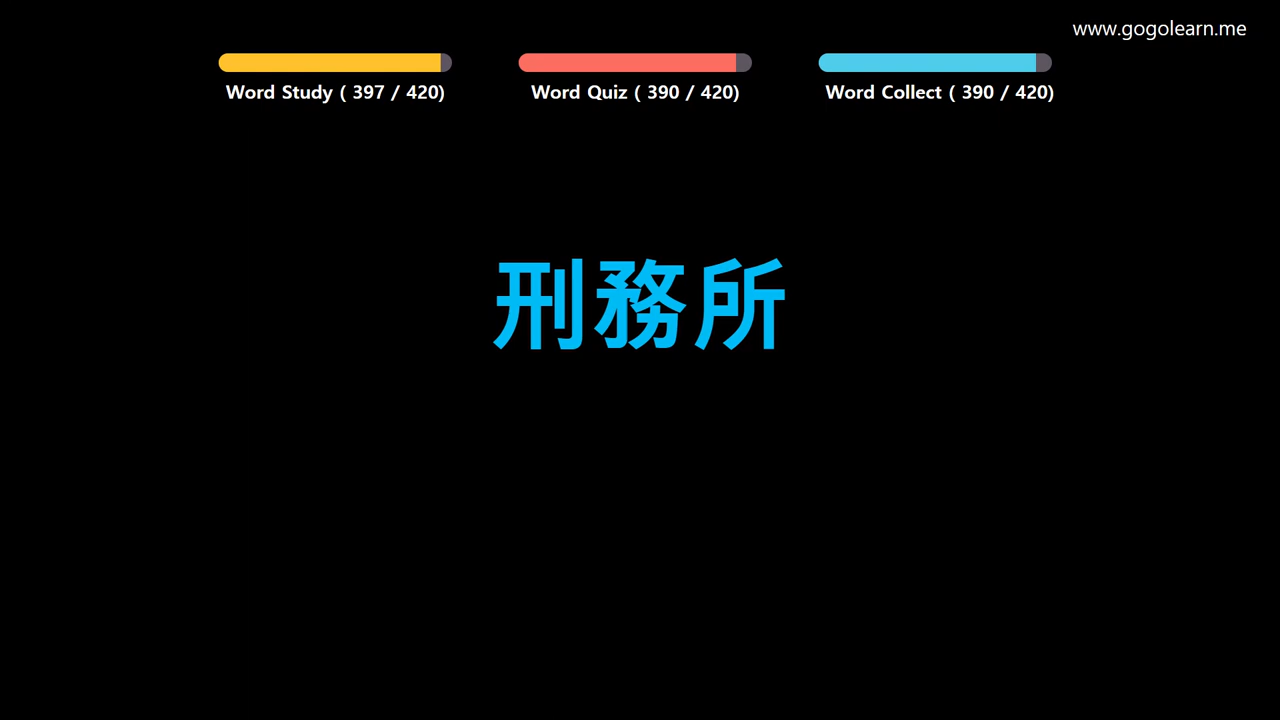 www.gogolearn.me
Word Study ( 397 / 420)
Word Quiz ( 390 / 420)
Word Collect ( 390 / 420)
刑務所